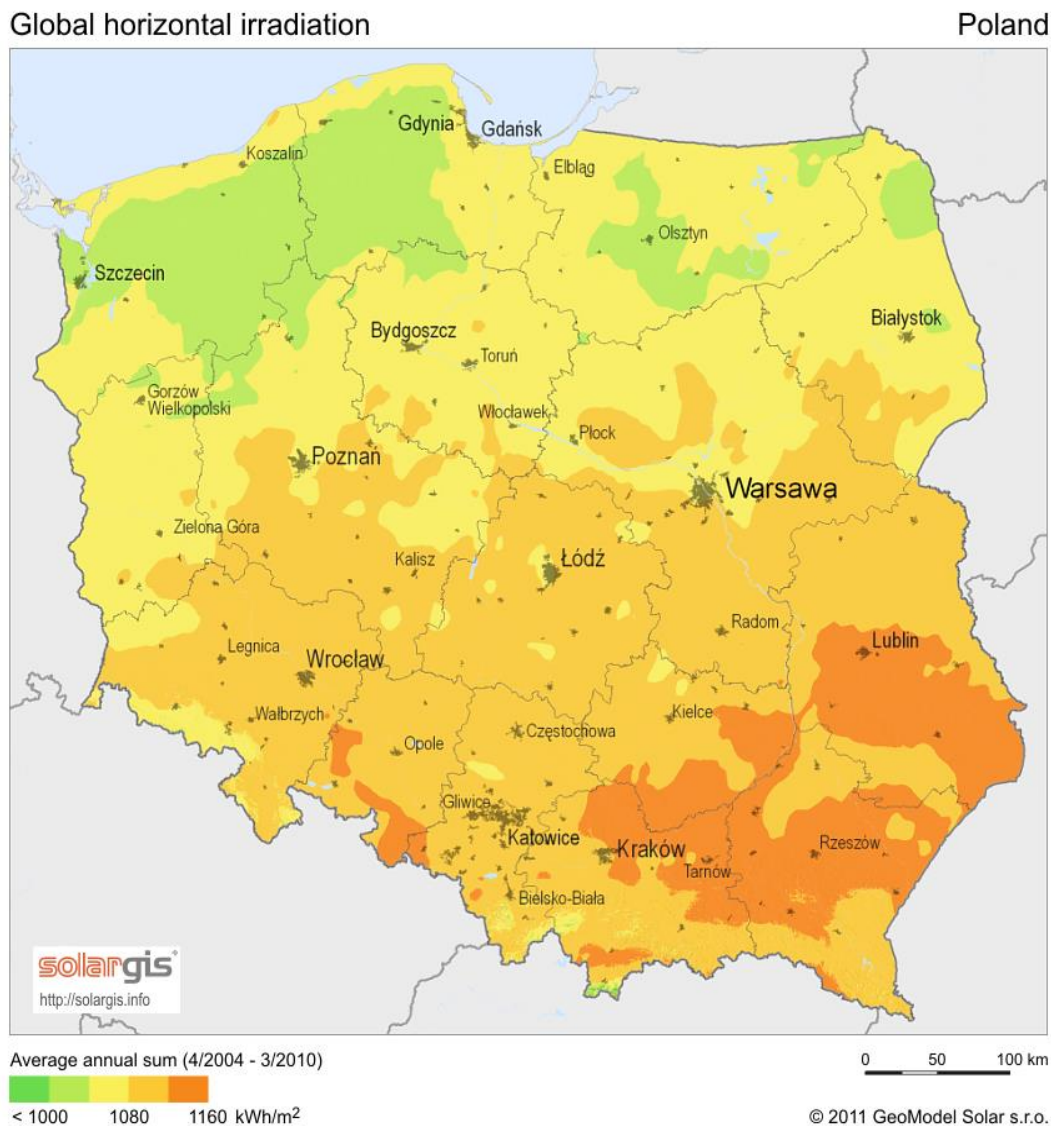 Global horizontal irradiation
Poland
Gdynia
Gdańsk
Koszalin
Elbląg
Olsztyn
Szczecin
Białystok
Bydgoszcz
Toruń
Gorzów
Wielkopolski
Włocławek
Płock
Poznań
Warsawa
Zielona Góra
Kalisz
Łódź
Radom
Legnica
Lublin
Wrocław
Wałbrzych
Kielce
Opole
Częstochowa
Gliwice
Katowice
Kraków
Rzeszów
Tarnów
Bielsko-Biała
solargis
http://solargis.info
Average annual sum (4/2004 - 3/2010)
0 50 100 km
< 1000 1080 1160 kWh/m²
© 2011 GeoModel Solar s.r.o.